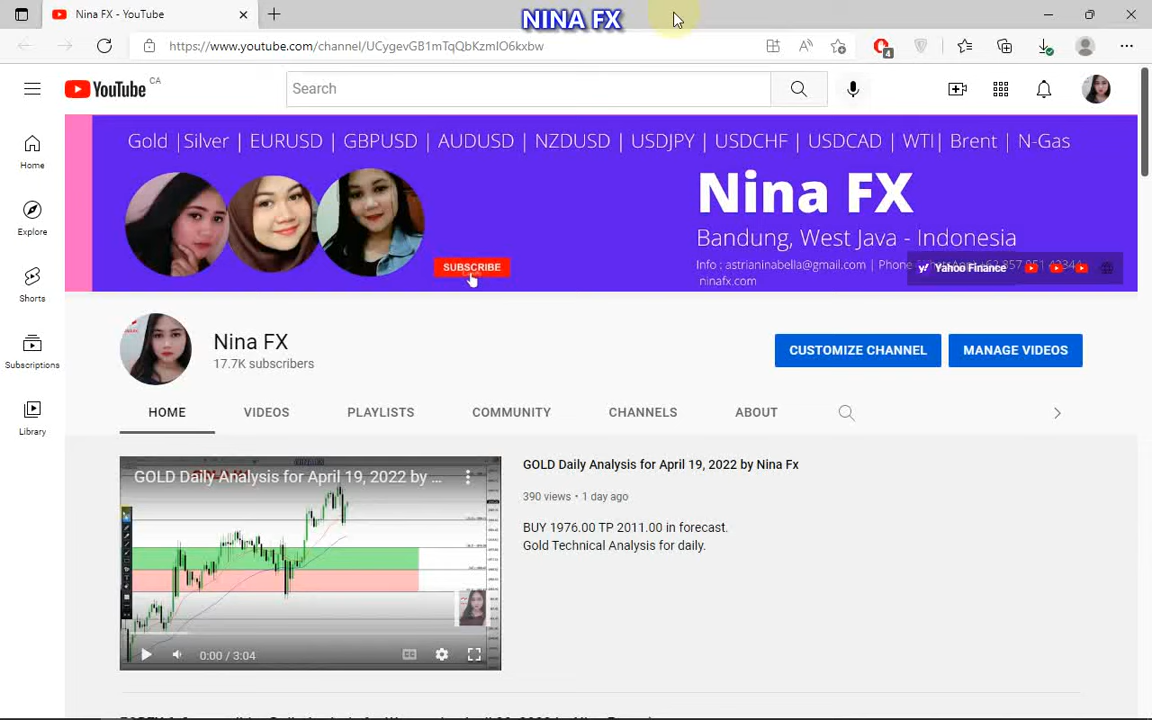 Nina FX - YouTube
NINA FX
https://www.youtube.com/channel/UCygevGB1mTqQbKzmIO6kxbw
4
YouTube CA
Search
Home
Explore
Shorts
Subscriptions
Library
Gold |Silver | EURUSD | GBPUSD | AUDUSD | NZDUSD | USDJPY | USDCHF | USDCAD | WTI| Brent | N-Gas
Nina FX
Bandung, West Java - Indonesia
Info : astrianinabella@gmail.com | Phone
ninafx.com
Yahoo Finance
SUBSCRIBE
Nina FX
17.7K subscribers
CUSTOMIZE CHANNEL
MANAGE VIDEOS
HOME
VIDEOS
PLAYLISTS
COMMUNITY
CHANNELS
ABOUT
GOLD Daily Analysis for April 19, 2022 by ...
0:00 / 3:04
GOLD Daily Analysis for April 19, 2022 by Nina Fx
390 views • 1 day ago
BUY 1976.00 TP 2011.00 in forecast.
Gold Technical Analysis for daily.